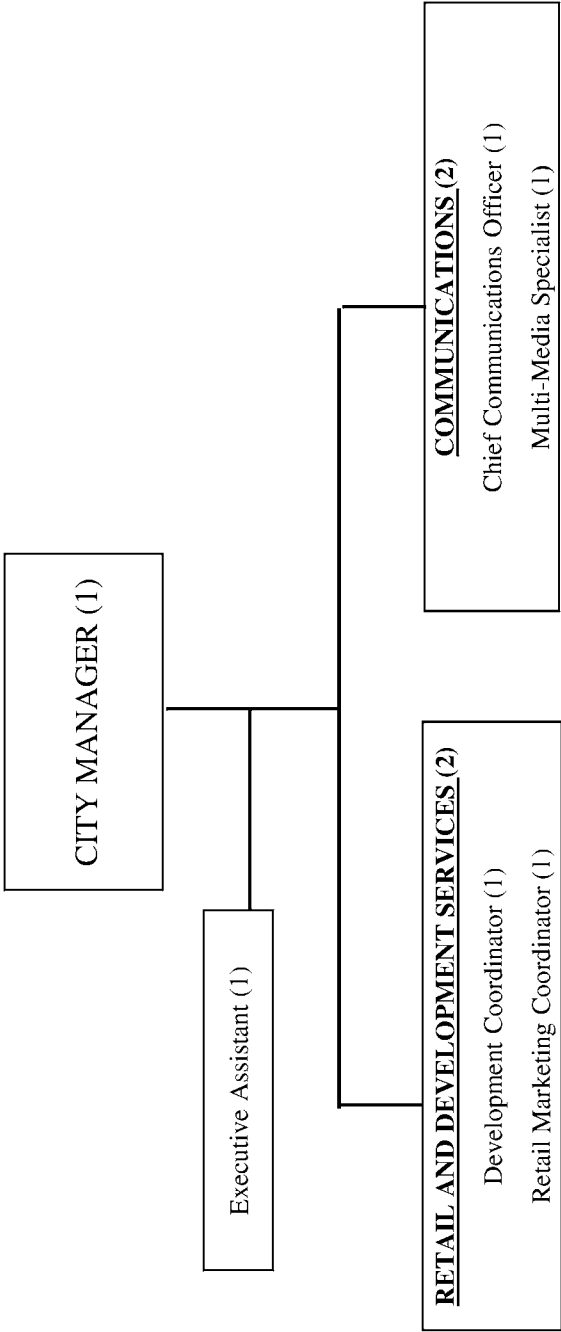 CITY MANAGER (1)
Executive Assistant (1)
RETAIL AND DEVELOPMENT SERVICES (2)
Development Coordinator (1)
Retail Marketing Coordinator (1)
COMMUNICATIONS (2)
Chief Communications Officer (1)
Multi-Media Specialist (1)